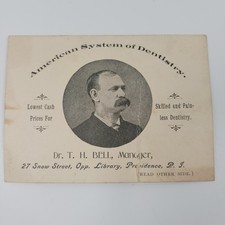 American System of Dentistry.
Lowest Cash
Prices For
Skilled and Pain-
less Dentistry.
Dr. T. H. BELL, Manager,
27 Snow Street, Opp. Library, Providence, R. I.
[READ OTHER SIDE.]